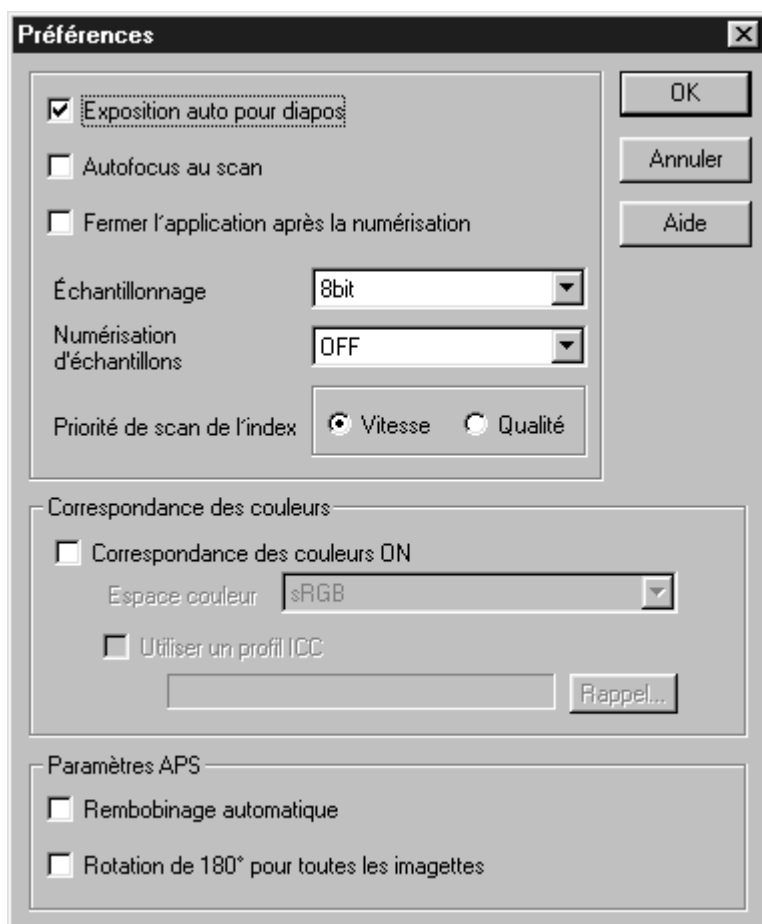 Préférences
Exposition auto pour diapos
OK
Autofocus au scan
Annuler
Fermer l´application après la numérisation
Aide
Échantillonnage
8bit
Numérisation
d'échantillons
OFF
Priorité de scan de l´index
Vitesse
Qualité
Correspondance des couleurs
Correspondance des couleurs ON
Espace couleur
sRGB
Utiliser un profil ICC
Rappel...
Paramètres APS
Rembobinage automatique
Rotation de 180° pour toutes les imagettes